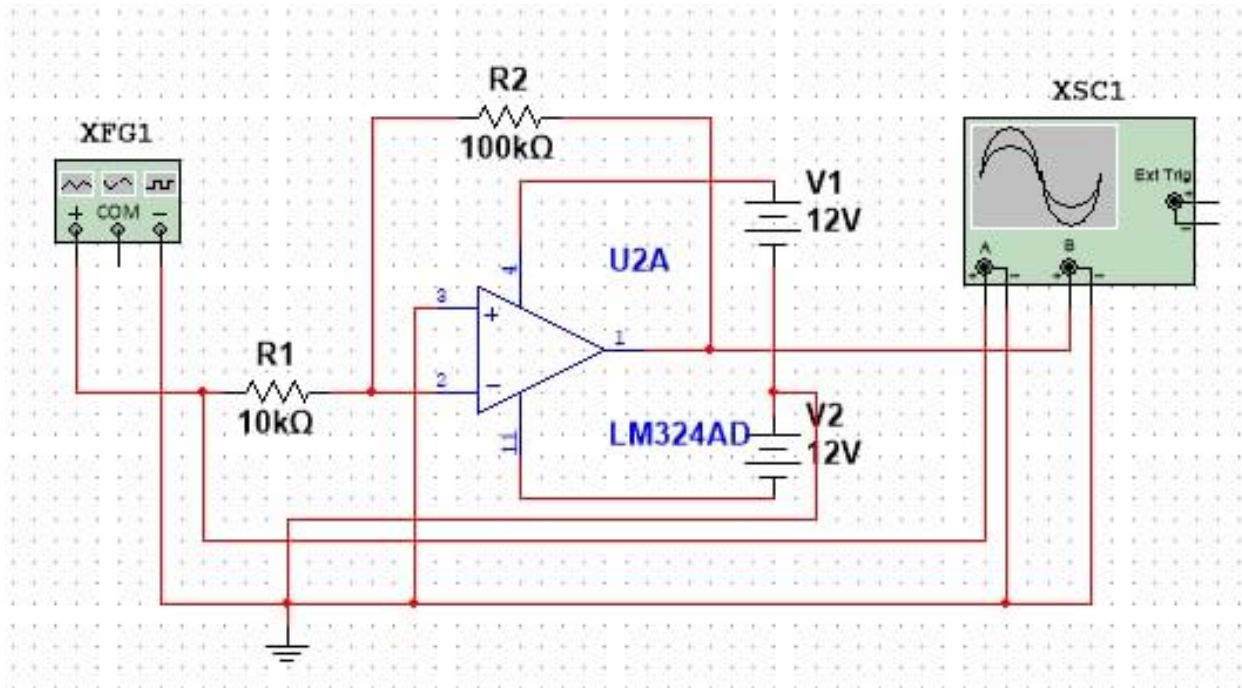 R2
100kΩ
XFG1
+ COM −
R1
10kΩ
4
U2A
3
+
2
−
1
11
LM324AD
V1
12V
V2
12V
XSC1
Ext Trig
+
−
A
B
+ − + −